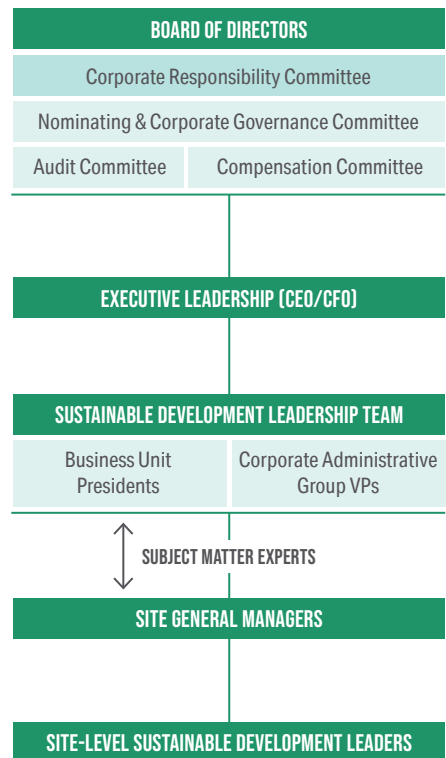 BOARD OF DIRECTORS
Corporate Responsibility Committee
Nominating & Corporate Governance Committee
Audit Committee
Compensation Committee
EXECUTIVE LEADERSHIP (CEO/CFO)
SUSTAINABLE DEVELOPMENT LEADERSHIP TEAM
Business Unit
Presidents
Corporate Administrative
Group VPs
SUBJECT MATTER EXPERTS
SITE GENERAL MANAGERS
SITE-LEVEL SUSTAINABLE DEVELOPMENT LEADERS